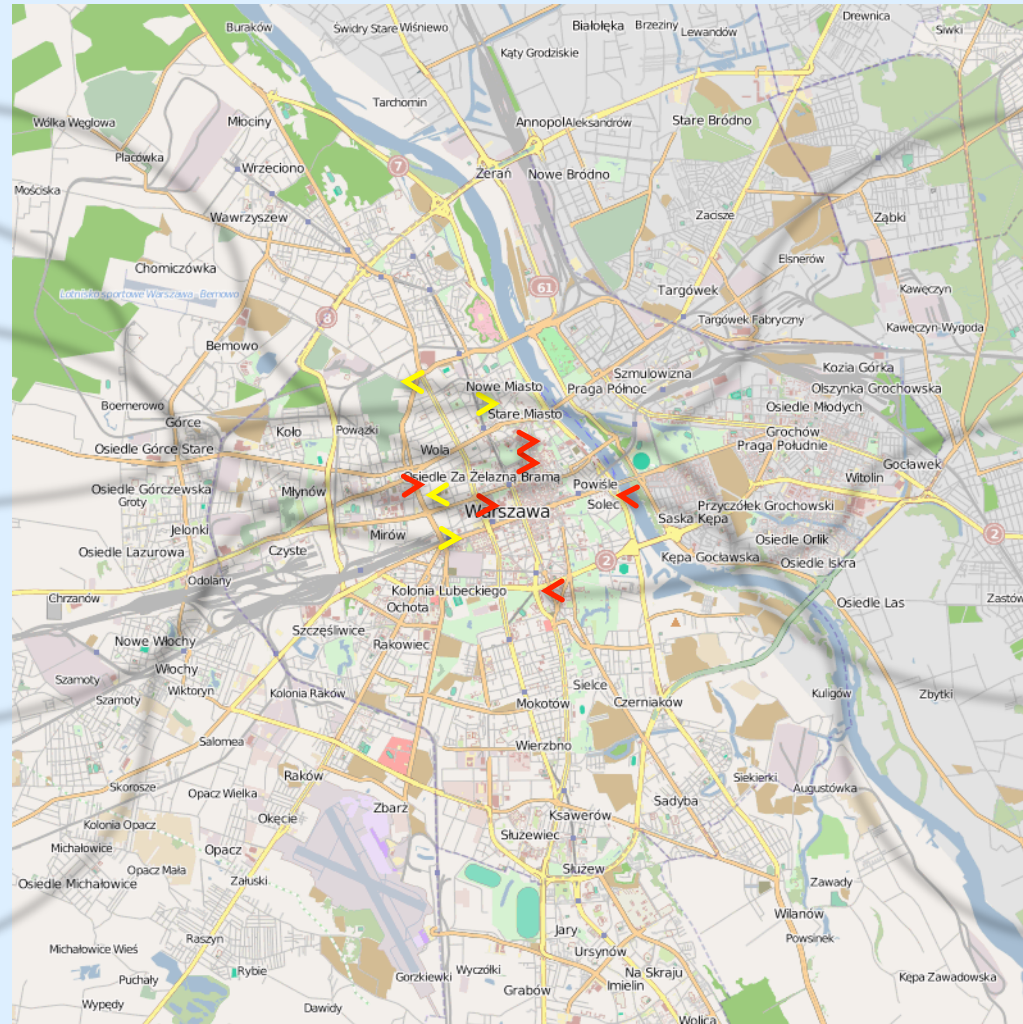 Buraków
Świdry Stare
Wiśniewo
Białołęka
Brzeziny
Lewandów
Drewnica
Siwki
Kąty Grodziskie
Tarchomin
Wólka Węglowa
Młociny
Annopol
Aleksandrów
Stare Bródno
Placówka
Wrzeciono
7
Żerań
Nowe Bródno
Mościska
Wawrzyszew
Zacisze
Ząbki
Elsnerów
Chomiczówka
Lotnisko sportowe Warszawa - Bemowo
61
Targówek
Kawęczyn
8
Targówek Fabryczny
Kawęczyn-Wygoda
Bemowo
Kozia Górka
Szmulowizna
Nowe Miasto
Praga Północ
Olszynka Grochowska
Boernerowo
Osiedle Młodych
Stare Miasto
Górce
Koło
Powązki
Grochów
Osiedle Górce Stare
Wola
Praga Południe
Gocławek
Osiedle Za Żelazną Bramą
Witolin
Osiedle Górczewska
Młynów
Powiśle
Groty
Solec
Przyczółek Grochowski
Warszawa
Saska Kępa
Jelonki
Mirów
2
Osiedle Orlik
Osiedle Lazurowa
Czyste
2
Kępa Gocławska
Osiedle Iskra
Odolany
Kolonia Lubeckiego
Chrzanów
Zastów
Ochota
Osiedle Las
Szczęśliwice
Nowe Włochy
Rakowiec
Włochy
Szamoty
Sielce
Wiktoryn
Kolonia Raków
Kuligów
Zbytki
Szamoty
Mokotów
Czerniaków
Salomea
Wierzbno
Raków
Siekierki
Skorosze
Opacz Wielka
Augustówka
Zbarż
Sadyba
Kolonia Opacz
Okęcie
Ksawerów
Michałowice
Opacz
Służewiec
Opacz Mała
Osiedle Michałowice
Załuski
Służew
Zawady
Wilanów
Jary
Raszyn
Powsinek
Michałowice Wieś
Ursynów
Rybie
Wyczółki
Na Skraju
Puchały
Gorzkiewki
Imielin
Kępa Zawadowska
Grabów
Wypędy
Dawidy
Wolica